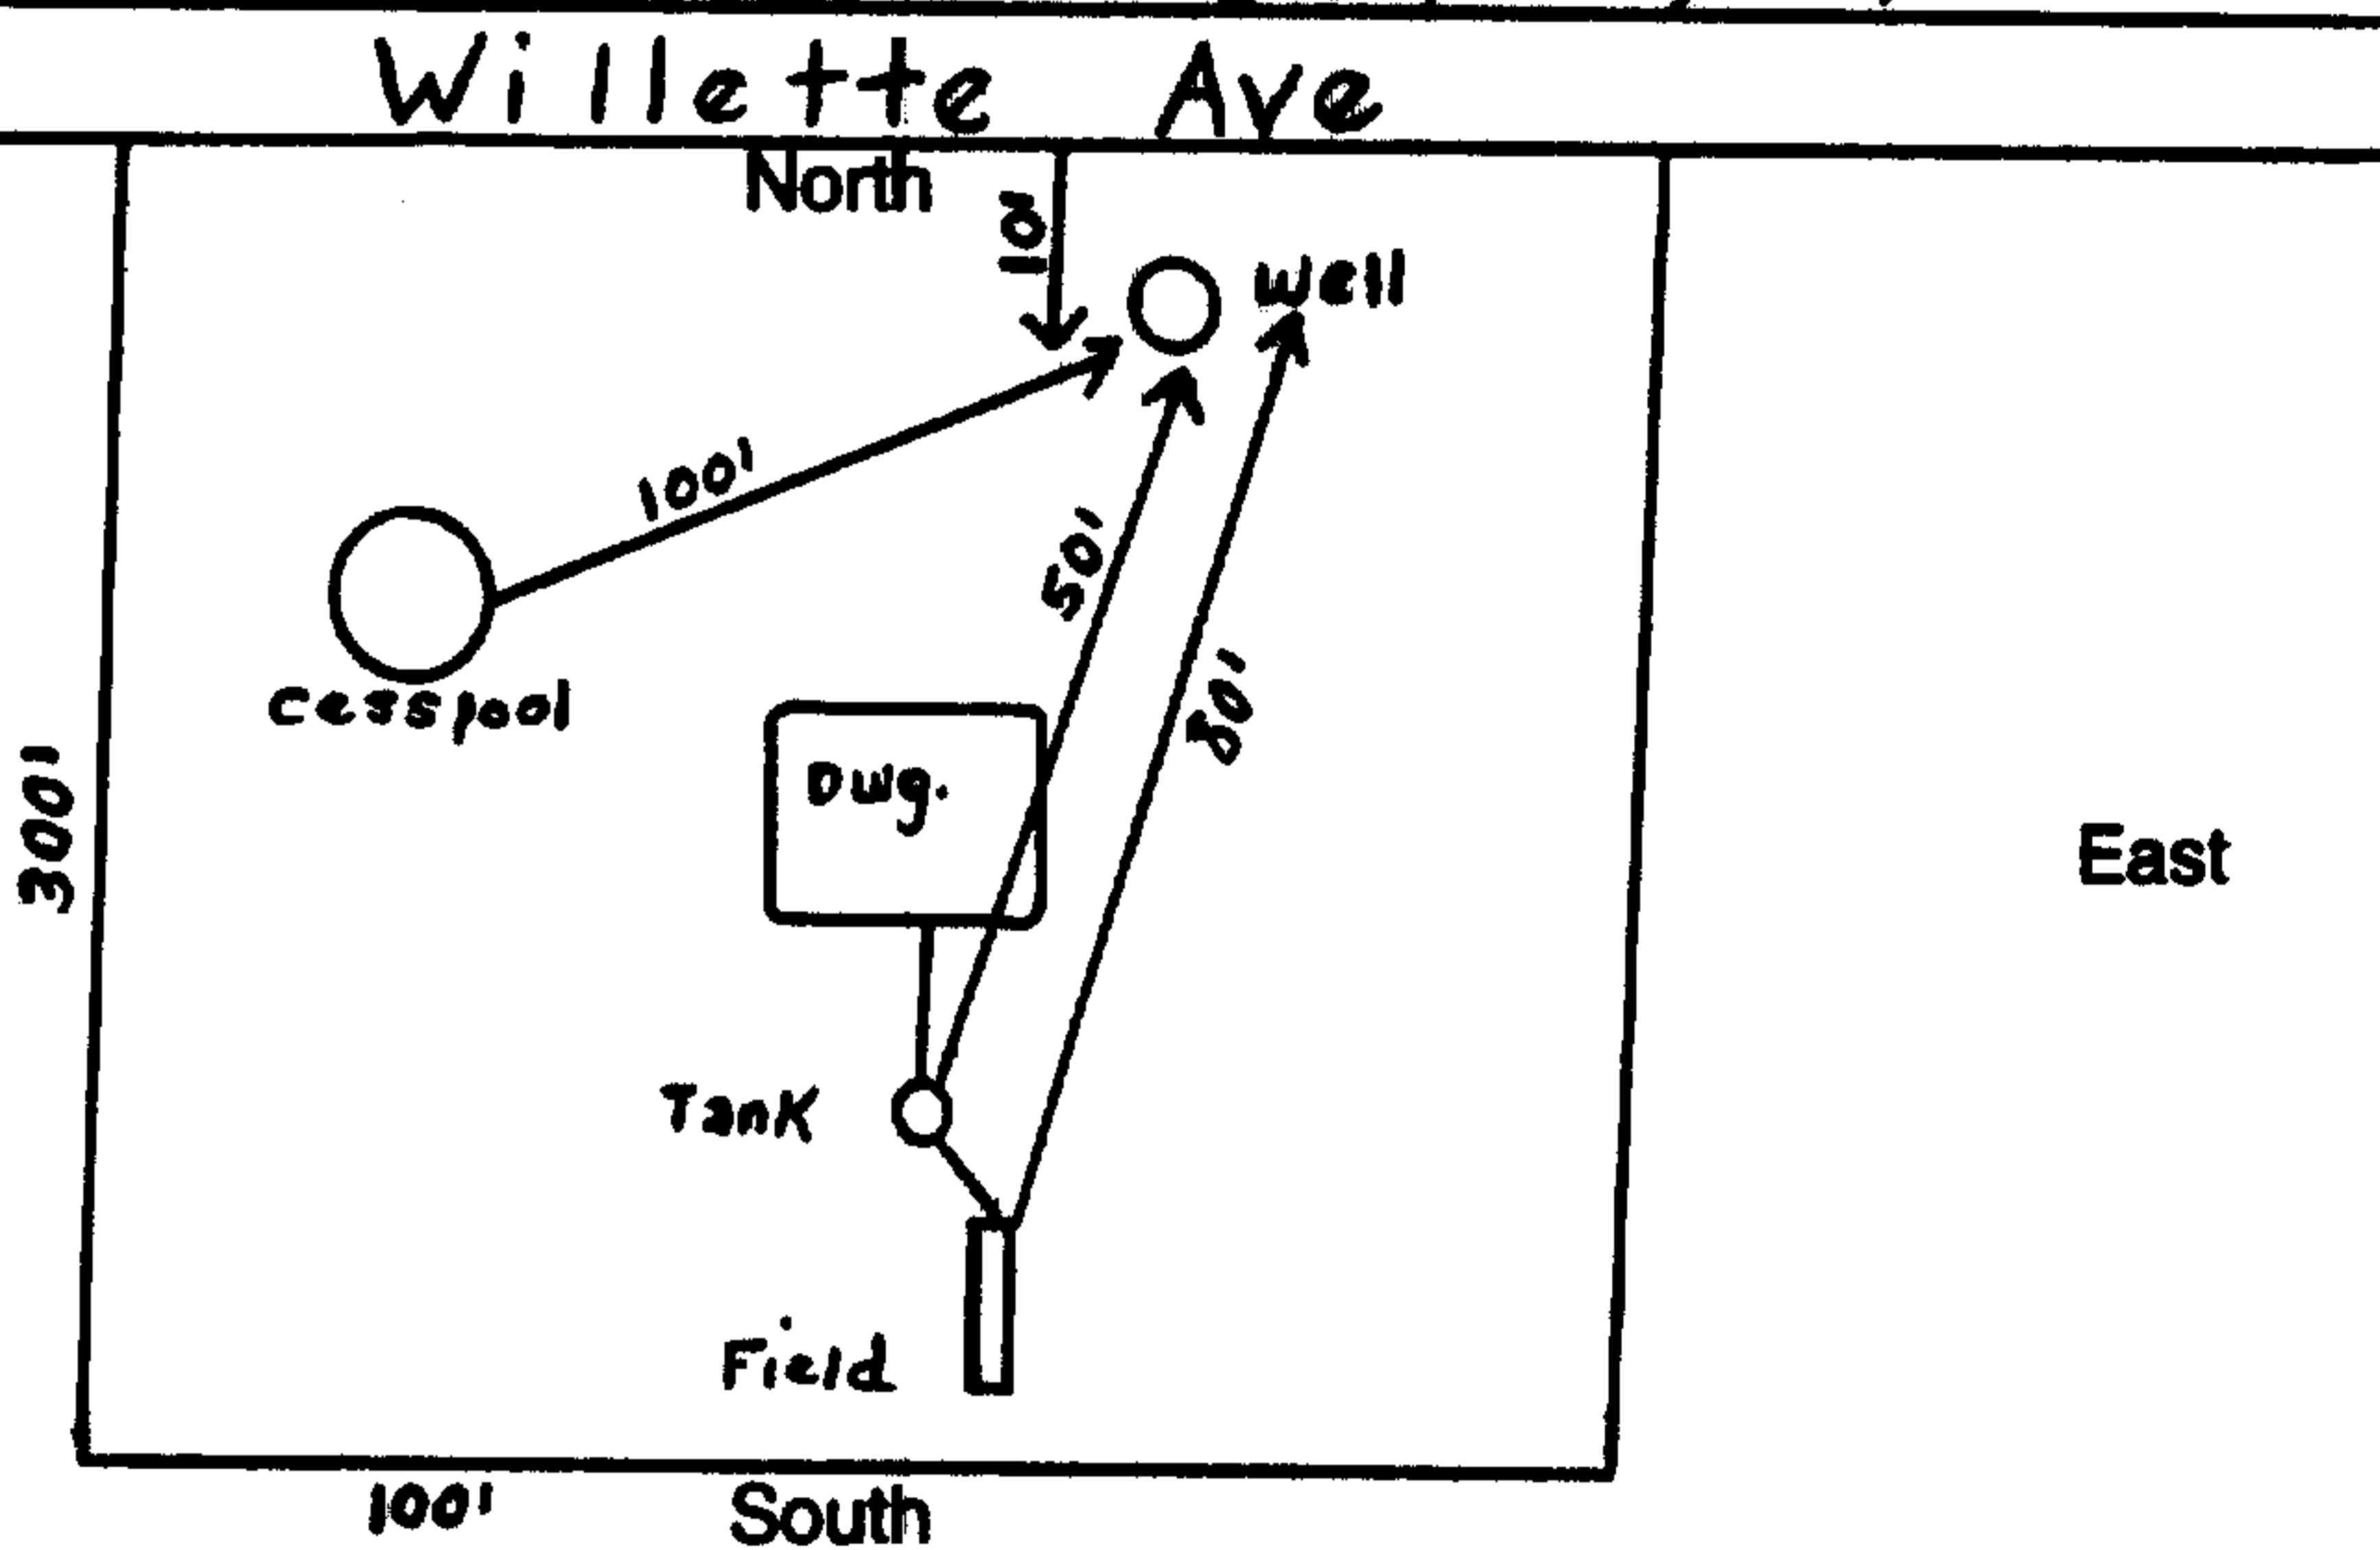 Willette Ave
North
10'
well
100'
50'
cesspool
80'
300'
Dwg.
East
Tank
Field
100'
South